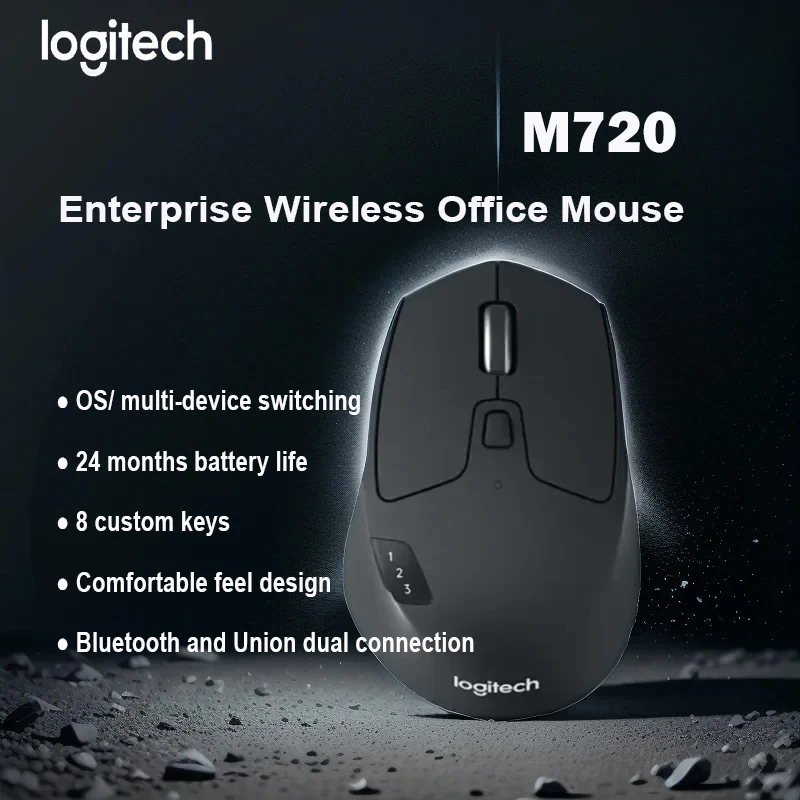 logitech
M720
Enterprise Wireless Office Mouse
• OS/ multi-device switching
• 24 months battery life
• 8 custom keys
• Comfortable feel design
• Bluetooth and Union dual connection
1
2
3
logitech